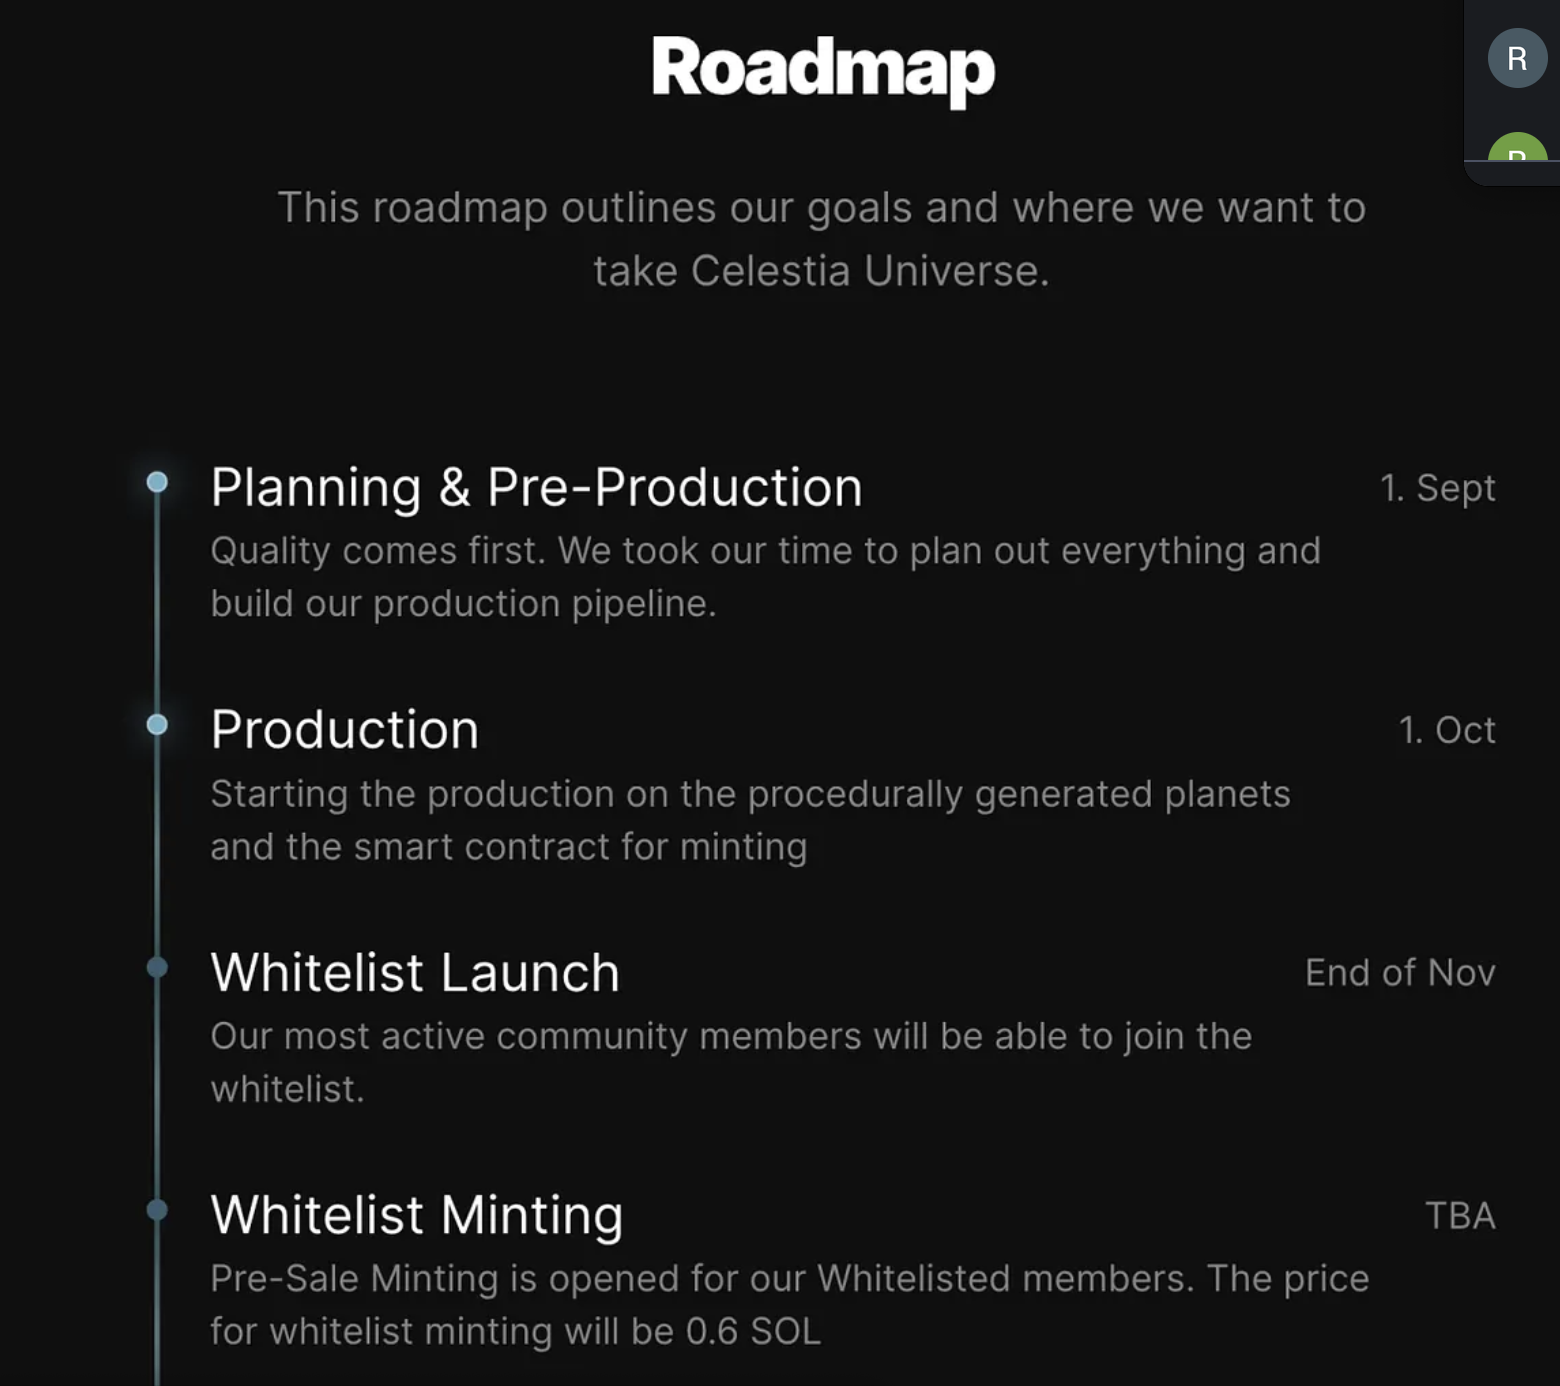 Roadmap
R
This roadmap outlines our goals and where we want to
take Celestia Universe.
Planning & Pre-Production
1. Sept
Quality comes first. We took our time to plan out everything and
build our production pipeline.
Production
1. Oct
Starting the production on the procedurally generated planets
and the smart contract for minting
Whitelist Launch
End of Nov
Our most active community members will be able to join the
whitelist.
Whitelist Minting
TBA
Pre-Sale Minting is opened for our Whitelisted members. The price
for whitelist minting will be 0.6 SOL